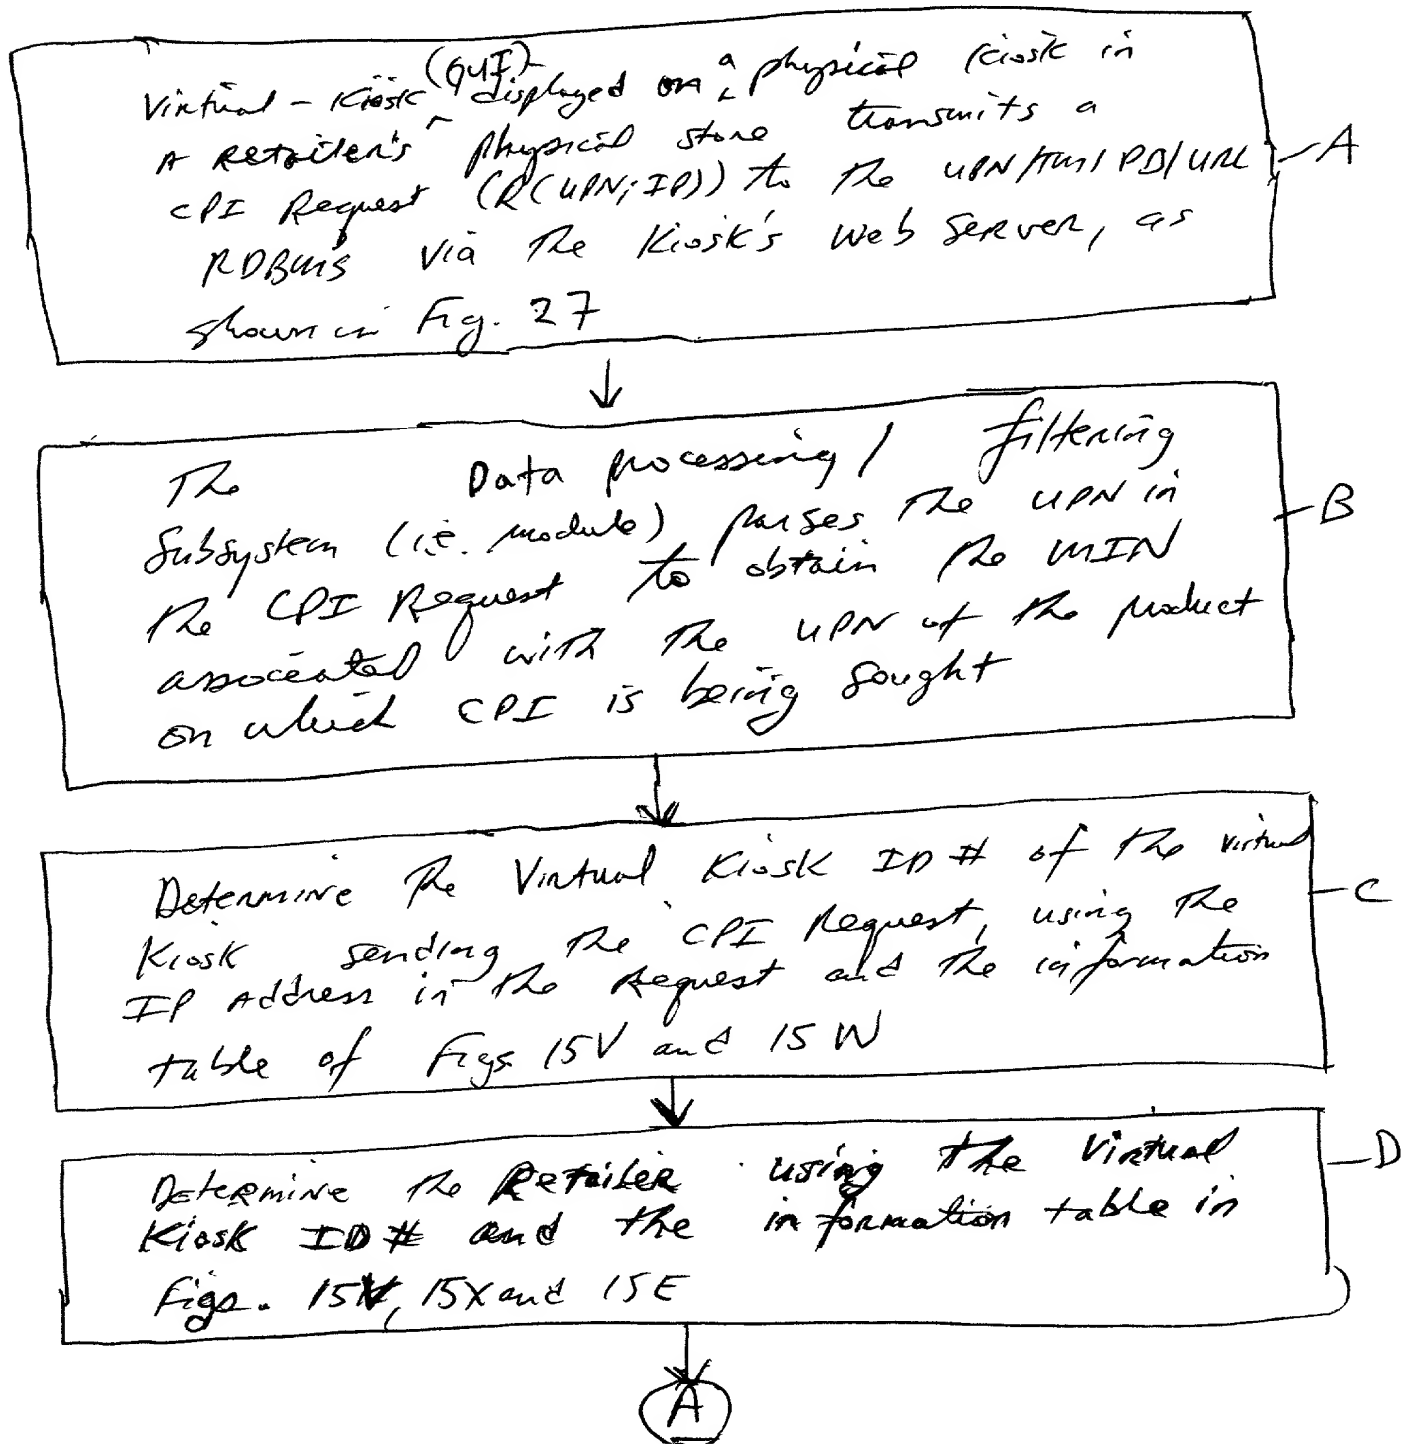 (GUI)
Virtual-Kiosk displayed on a physical Kiosk in
A Retailer's physical store transmits a
CPI Request (R(UPN; IP)) to the UPN/TM/PD/URL
RDBMS via the Kiosk's Web Server, as
shown in Fig. 27
A
The Data processing/ filtering
Subsystem (i.e. module) parses the UPN in
the CPI Request to obtain the MIN
associated with the UPN of the product
on which CPI is being sought
B
Determine the Virtual Kiosk ID # of the virtual
Kiosk sending the CPI Request, using the
IP Address in the Request and the information
table of Figs 15V and 15W
C
Determine the Retailer using the Virtual
Kiosk ID # and the information table in
Figs. 15V, 15X and 15E
D
A